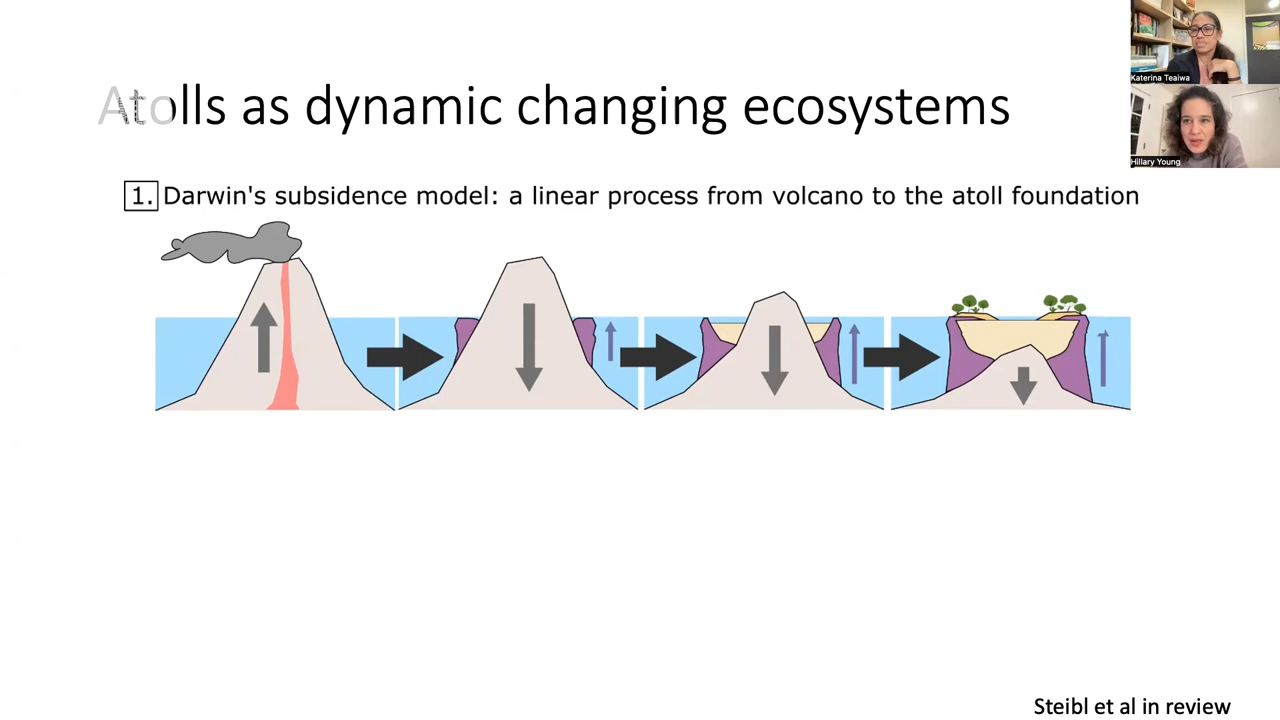 Atolls as dynamic changing ecosystems
1. Darwin's subsidence model: a linear process from volcano to the atoll foundation
Steibl et al in review
Katerina Teaiwa
Hillary Young